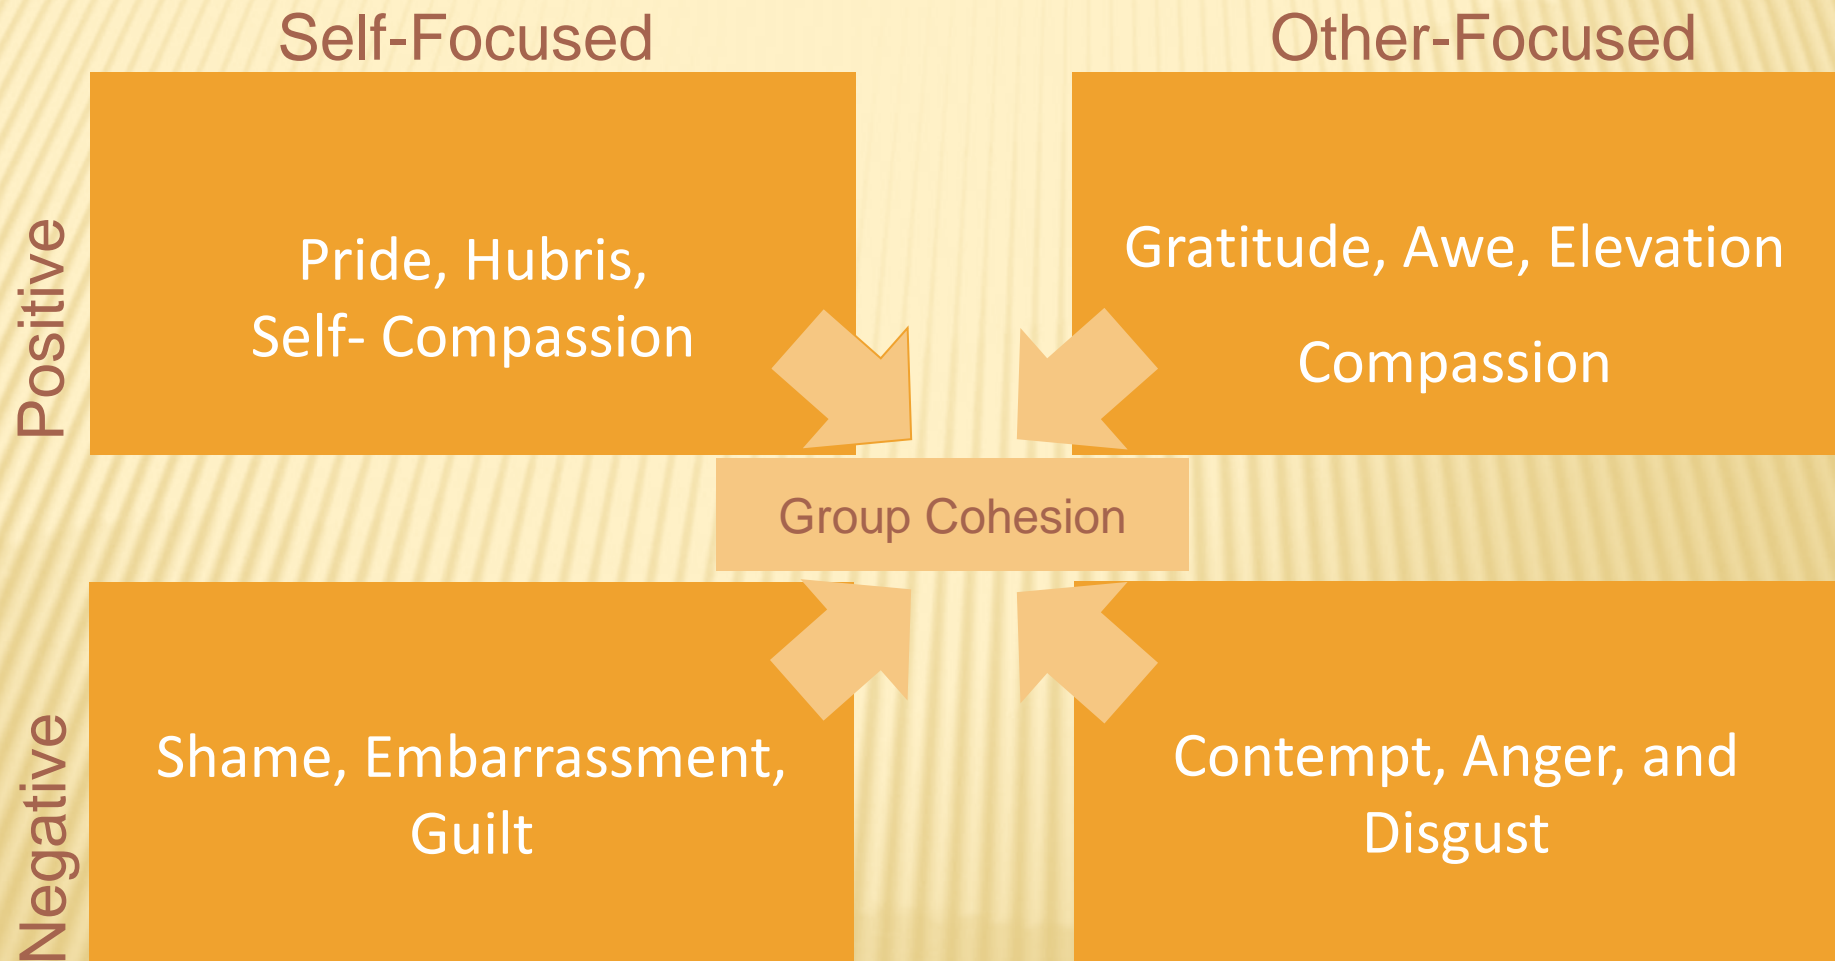 Self-Focused
Other-Focused
Positive
Pride, Hubris,
Self- Compassion
Gratitude, Awe, Elevation
Compassion
Group Cohesion
Negative
Shame, Embarrassment,
Guilt
Contempt, Anger, and
Disgust